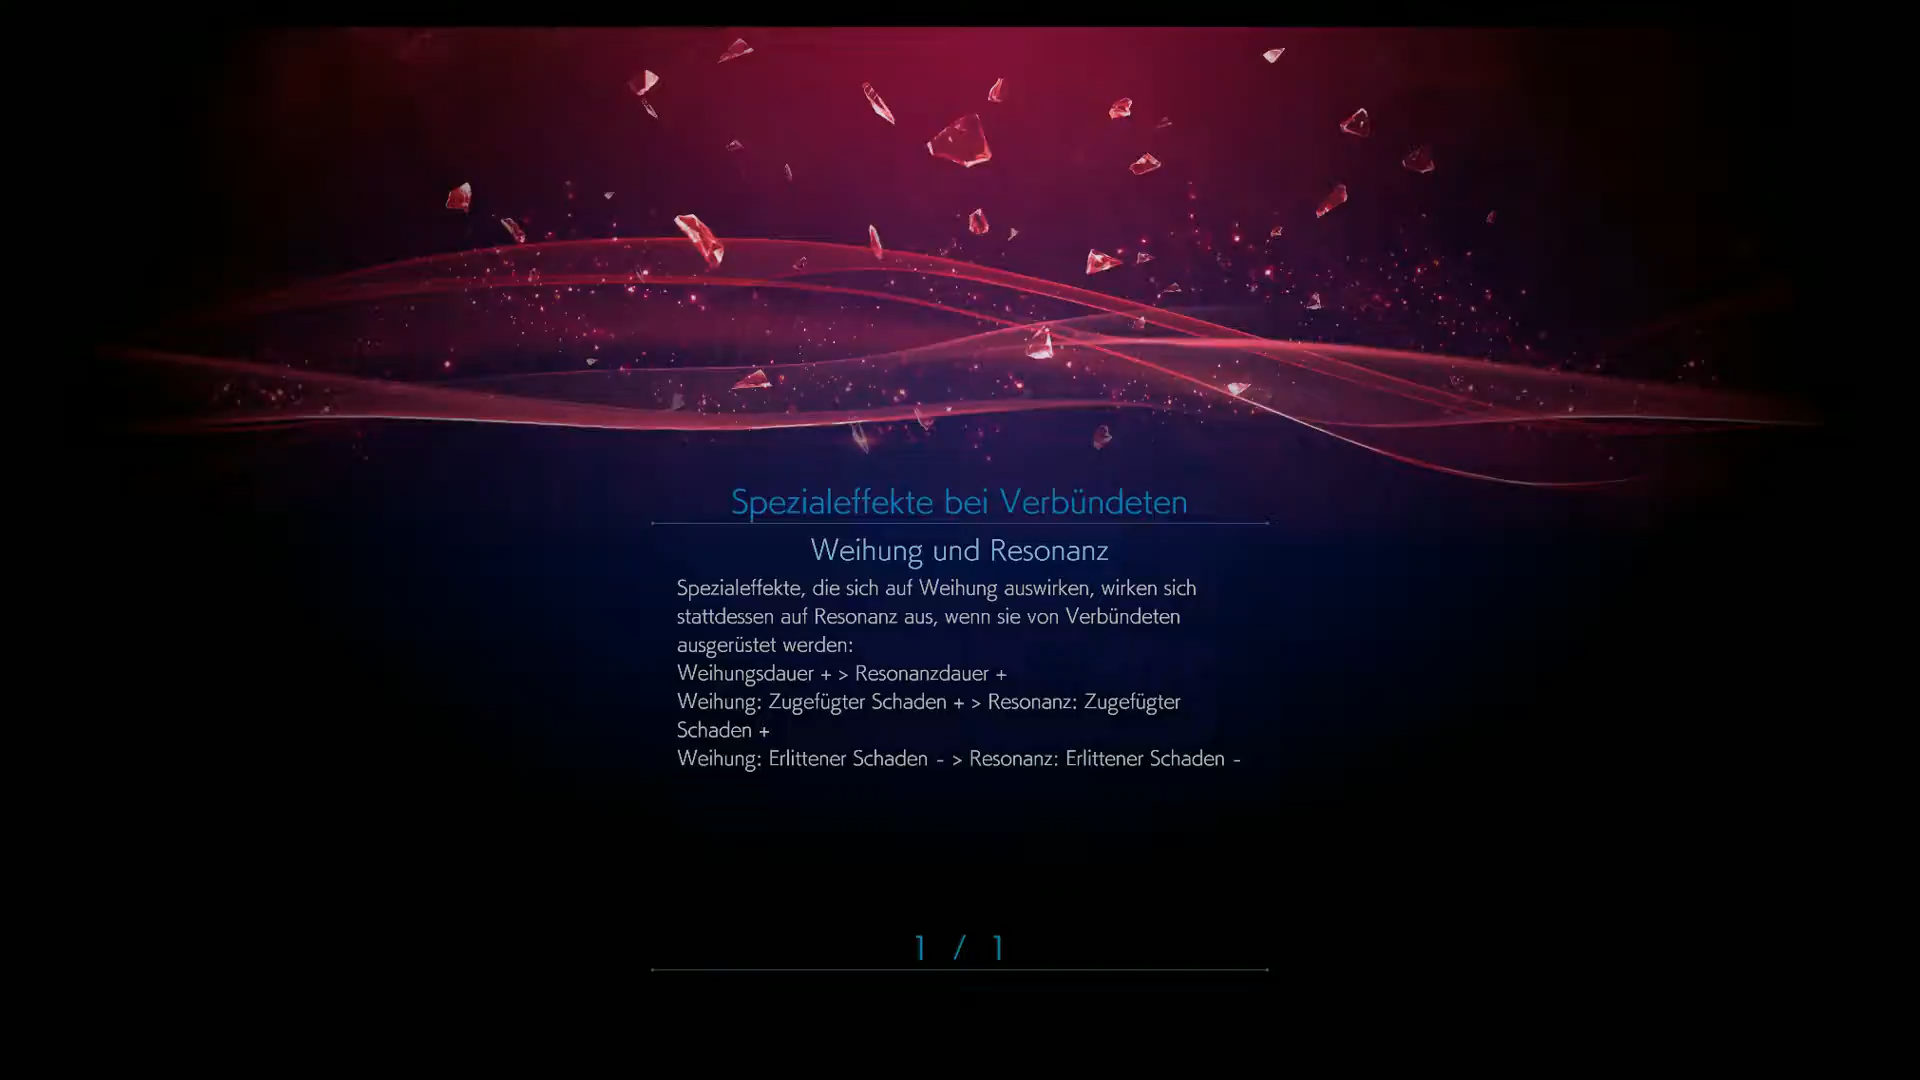 Spezialeffekte bei Verbündeten
Weihung und Resonanz
Spezialeffekte, die sich auf Weihung auswirken, wirken sich
stattdessen auf Resonanz aus, wenn sie von Verbündeten
ausgerüstet werden:
Weihungsdauer + > Resonanzdauer +
Weihung: Zugefügter Schaden + > Resonanz: Zugefügter
Schaden +
Weihung: Erlittener Schaden - > Resonanz: Erlittener Schaden -
1 / 1